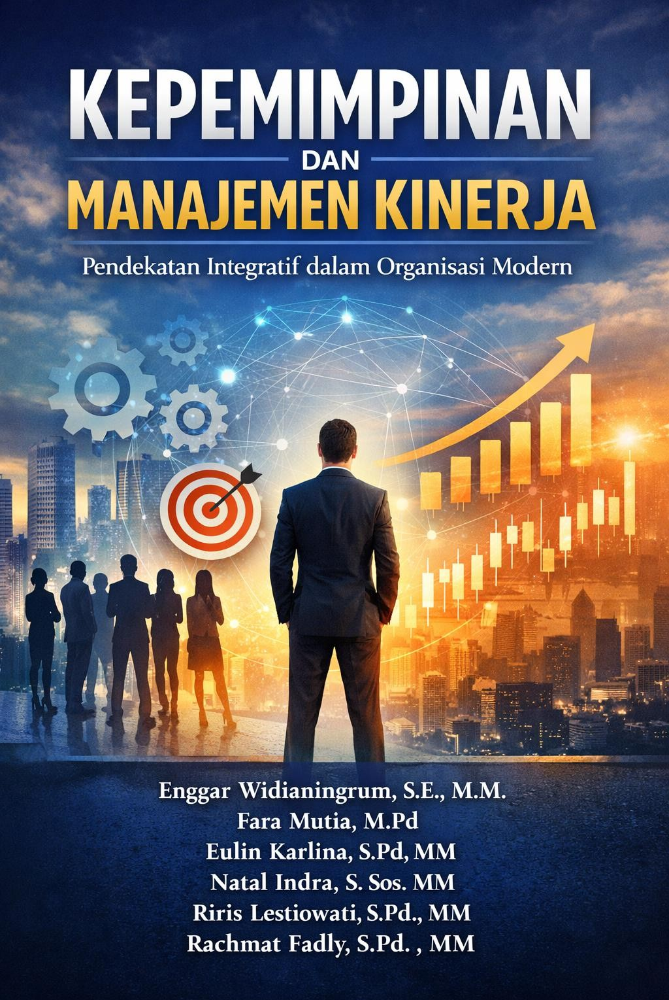 KEPEMIMPINAN
DAN
MANAJEMEN KINERJA
Pendekatan Integratif dalam Organisasi Modern
Enggar Widianingrum, S.E., M.M.
Fara Mutia, M.Pd
Eulin Karlina, S.Pd, MM
Natal Indra, S. Sos. MM
Riris Lestiowati, S.Pd., MM
Rachmat Fadly, S.Pd. , MM